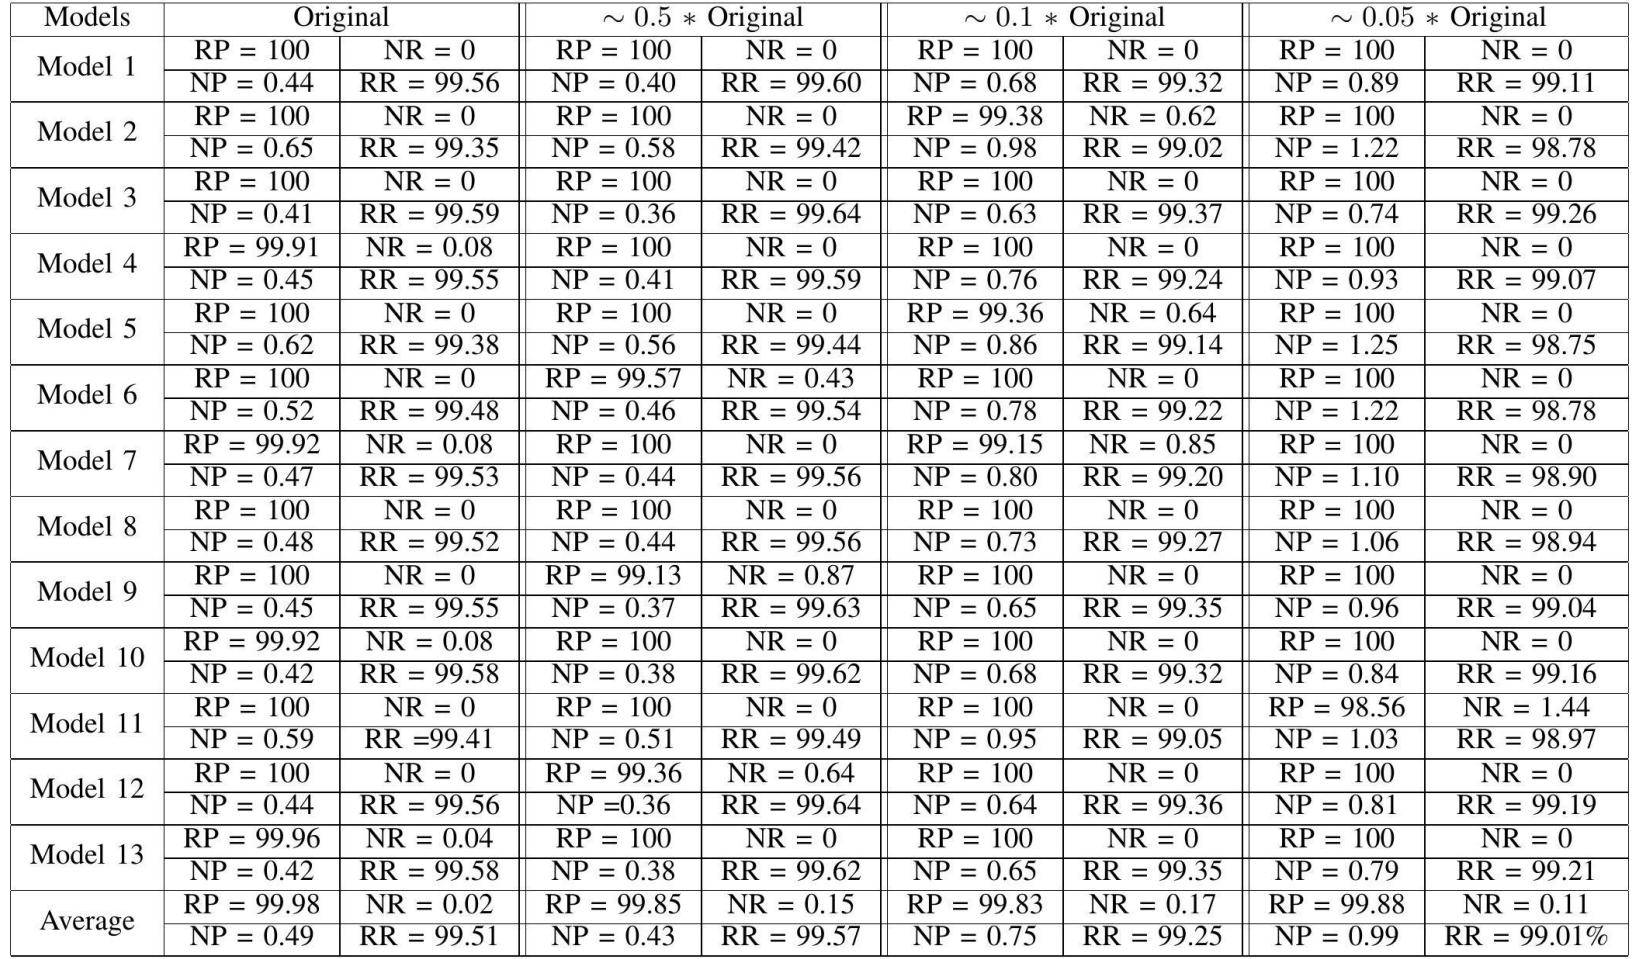 Models Original ∼ 0.5 ∗ Original ∼ 0.1 ∗ Original ∼ 0.05 ∗ Original
Model 1
RP = 100 NR = 0 RP = 100 NR = 0 RP = 100 NR = 0 RP = 100 NR = 0
NP = 0.44 RR = 99.56 NP = 0.40 RR = 99.60 NP = 0.68 RR = 99.32 NP = 0.89 RR = 99.11
Model 2
RP = 100 NR = 0 RP = 100 NR = 0 RP = 99.38 NR = 0.62 RP = 100 NR = 0
NP = 0.65 RR = 99.35 NP = 0.58 RR = 99.42 NP = 0.98 RR = 99.02 NP = 1.22 RR = 98.78
Model 3
RP = 100 NR = 0 RP = 100 NR = 0 RP = 100 NR = 0 RP = 100 NR = 0
NP = 0.41 RR = 99.59 NP = 0.36 RR = 99.64 NP = 0.63 RR = 99.37 NP = 0.74 RR = 99.26
Model 4
RP = 99.91 NR = 0.08 RP = 100 NR = 0 RP = 100 NR = 0 RP = 100 NR = 0
NP = 0.45 RR = 99.55 NP = 0.41 RR = 99.59 NP = 0.76 RR = 99.24 NP = 0.93 RR = 99.07
Model 5
RP = 100 NR = 0 RP = 100 NR = 0 RP = 99.36 NR = 0.64 RP = 100 NR = 0
NP = 0.62 RR = 99.38 NP = 0.56 RR = 99.44 NP = 0.86 RR = 99.14 NP = 1.25 RR = 98.75
Model 6
RP = 100 NR = 0 RP = 99.57 NR = 0.43 RP = 100 NR = 0 RP = 100 NR = 0
NP = 0.52 RR = 99.48 NP = 0.46 RR = 99.54 NP = 0.78 RR = 99.22 NP = 1.22 RR = 98.78
Model 7
RP = 99.92 NR = 0.08 RP = 100 NR = 0 RP = 99.15 NR = 0.85 RP = 100 NR = 0
NP = 0.47 RR = 99.53 NP = 0.44 RR = 99.56 NP = 0.80 RR = 99.20 NP = 1.10 RR = 98.90
Model 8
RP = 100 NR = 0 RP = 100 NR = 0 RP = 100 NR = 0 RP = 100 NR = 0
NP = 0.48 RR = 99.52 NP = 0.44 RR = 99.56 NP = 0.73 RR = 99.27 NP = 1.06 RR = 98.94
Model 9
RP = 100 NR = 0 RP = 99.13 NR = 0.87 RP = 100 NR = 0 RP = 100 NR = 0
NP = 0.45 RR = 99.55 NP = 0.37 RR = 99.63 NP = 0.65 RR = 99.35 NP = 0.96 RR = 99.04
Model 10
RP = 99.92 NR = 0.08 RP = 100 NR = 0 RP = 100 NR = 0 RP = 100 NR = 0
NP = 0.42 RR = 99.58 NP = 0.38 RR = 99.62 NP = 0.68 RR = 99.32 NP = 0.84 RR = 99.16
Model 11
RP = 100 NR = 0 RP = 100 NR = 0 RP = 100 NR = 0 RP = 98.56 NR = 1.44
NP = 0.59 RR =99.41 NP = 0.51 RR = 99.49 NP = 0.95 RR = 99.05 NP = 1.03 RR = 98.97
Model 12
RP = 100 NR = 0 RP = 99.36 NR = 0.64 RP = 100 NR = 0 RP = 100 NR = 0
NP = 0.44 RR = 99.56 NP =0.36 RR = 99.64 NP = 0.64 RR = 99.36 NP = 0.81 RR = 99.19
Model 13
RP = 99.96 NR = 0.04 RP = 100 NR = 0 RP = 100 NR = 0 RP = 100 NR = 0
NP = 0.42 RR = 99.58 NP = 0.38 RR = 99.62 NP = 0.65 RR = 99.35 NP = 0.79 RR = 99.21
Average
RP = 99.98 NR = 0.02 RP = 99.85 NR = 0.15 RP = 99.83 NR = 0.17 RP = 99.88 NR = 0.11
NP = 0.49 RR = 99.51 NP = 0.43 RR = 99.57 NP = 0.75 RR = 99.25 NP = 0.99 RR = 99.01%